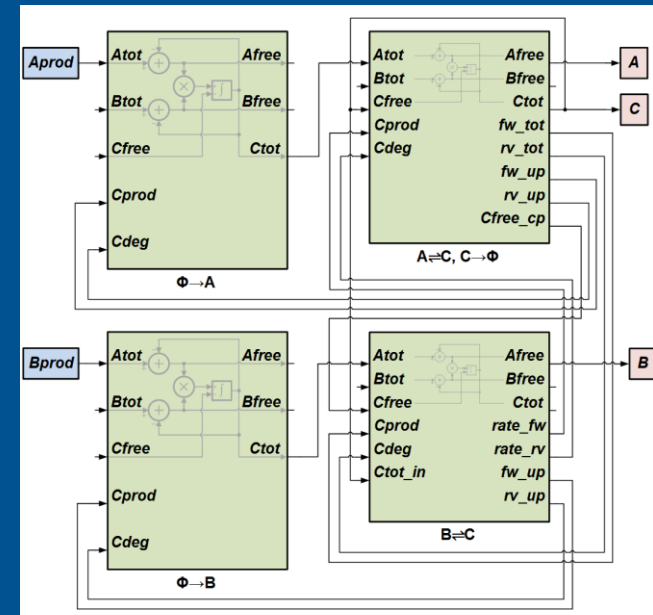 Aprod
Atot
Btot
Cfree
Cprod
Cdeg
Afree
Bfree
Ctot
Φ→A
Atot
Btot
Cfree
Cprod
Cdeg
Afree
Bfree
Ctot
fw_tot
rv_tot
fw_up
rv_up
Cfree_cp
A⇌C, C→Φ
A
C
Bprod
Atot
Btot
Cfree
Cprod
Cdeg
Afree
Bfree
Ctot
Φ→B
Atot
Btot
Cfree
Cprod
Cdeg
Ctot_in
Afree
Bfree
Ctot
rate_fw
rate_rv
fw_up
rv_up
B⇌C
B